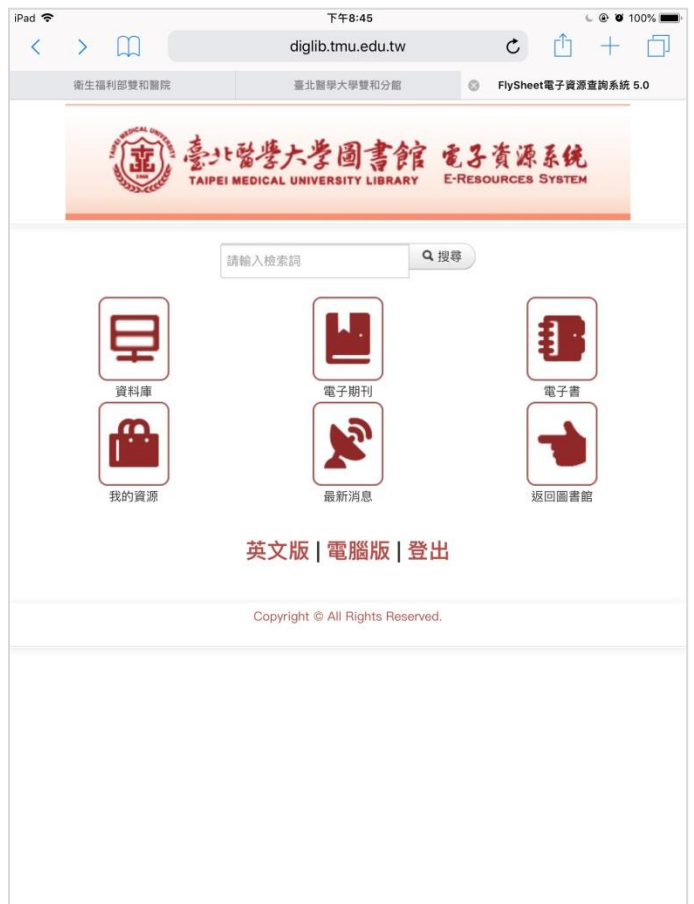 iPad 下午8:45 100%
diglib.tmu.edu.tw
衛生福利部雙和醫院 臺北醫學大學雙和分館 FlySheet電子資源查詢系統 5.0
臺北醫學大学圖書館 電子資源系統
TAIPEI MEDICAL UNIVERSITY LIBRARY E-RESOURCES SYSTEM
TAIPEI MEDICAL UNIVERSITY
請輸入檢索詞 搜尋
資料庫 電子期刊 電子書
我的資源 最新消息 返回圖書館
英文版 | 電腦版 | 登出
Copyright © All Rights Reserved.